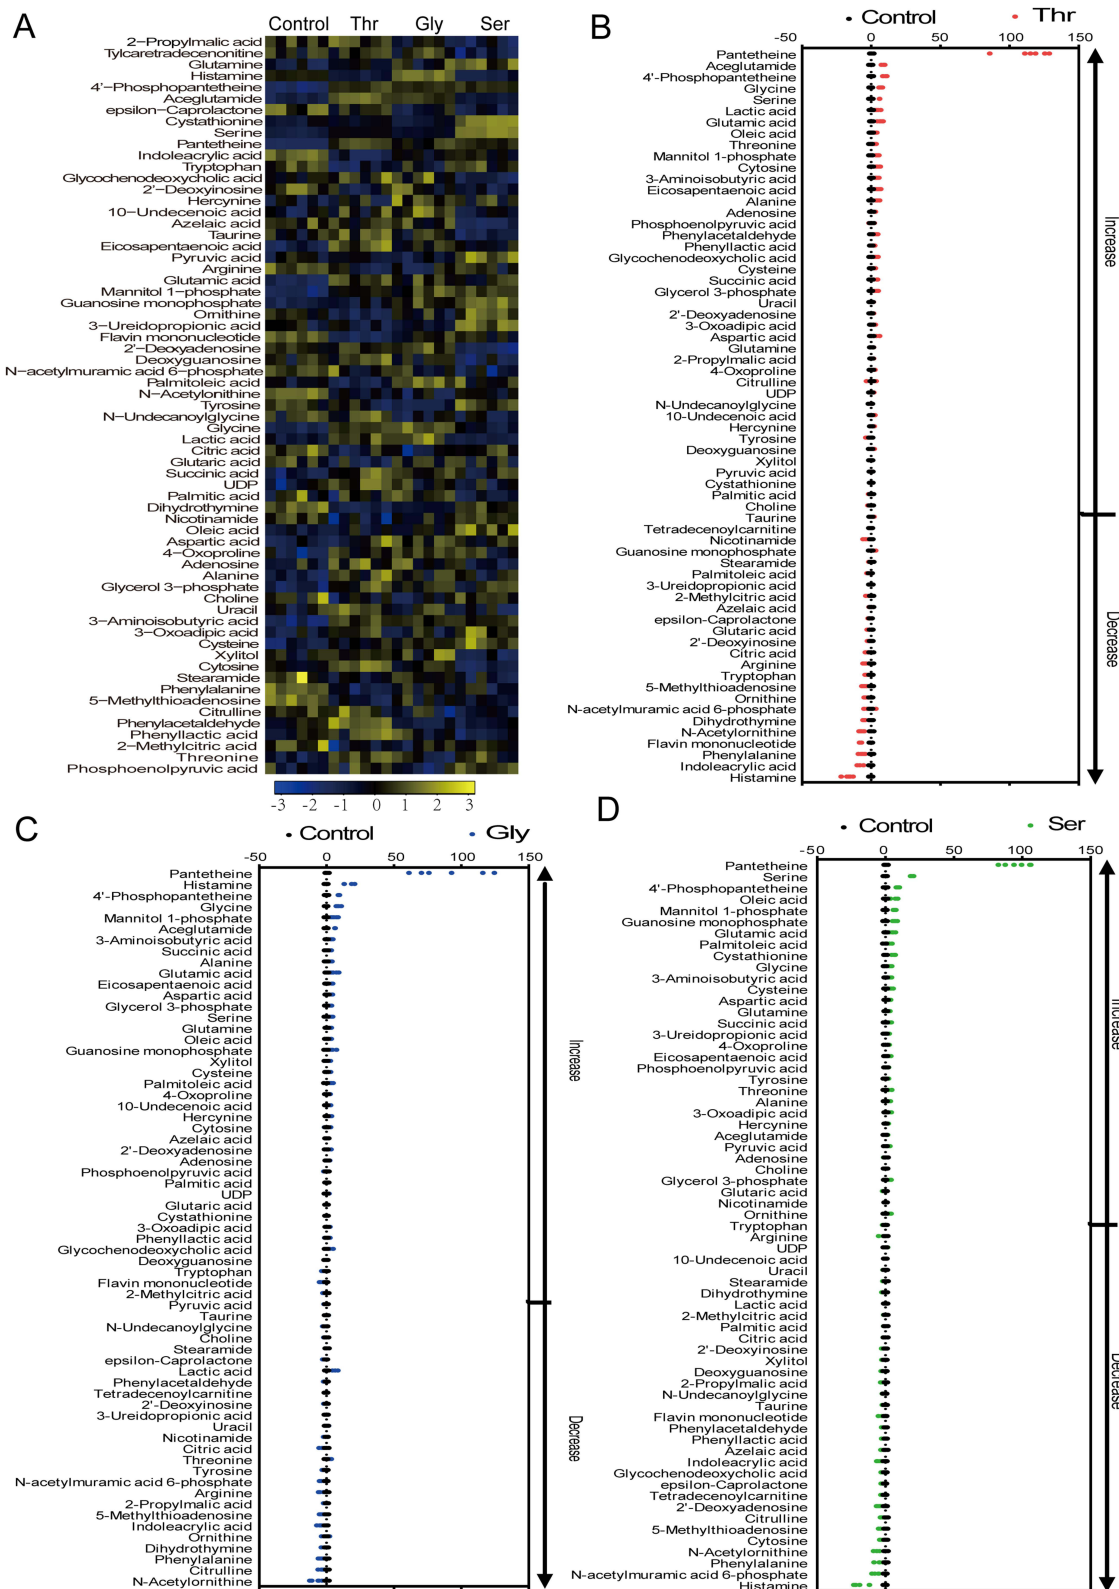 A
Control Thr Gly Ser
2−Propylmalic acid
Tylcaretradecenonitine
Glutamine
Histamine
4'−Phosphopantetheine
Aceglutamide
epsilon−Caprolactone
Cystathionine
Serine
Pantetheine
Indoleacrylic acid
Tryptophan
Glycochenodeoxycholic acid
2'−Deoxyinosine
Hercynine
10−Undecenoic acid
Azelaic acid
Taurine
Eicosapentaenoic acid
Pyruvic acid
Arginine
Glutamic acid
Mannitol 1−phosphate
Guanosine monophosphate
Ornithine
3−Ureidopropionic acid
Flavin mononucleotide
2'−Deoxyadenosine
Deoxyguanosine
N−acetylmuramic acid 6−phosphate
Palmitoleic acid
N−Acetylonithine
Tyrosine
N−Undecanoylglycine
Glycine
Lactic acid
Citric acid
Glutaric acid
Succinic acid
UDP
Palmitic acid
Dihydrothymine
Nicotinamide
Oleic acid
Aspartic acid
4−Oxoproline
Adenosine
Alanine
Glycerol 3−phosphate
Choline
Uracil
3−Aminoisobutyric acid
3−Oxoadipic acid
Cysteine
Xylitol
Cytosine
Stearamide
Phenylalanine
5−Methylthioadenosine
Citrulline
Phenylacetaldehyde
Phenyllactic acid
2−Methylcitric acid
Threonine
Phosphoenolpyruvic acid
-3 -2 -1 0 1 2 3
B
Control Thr
-50 0 50 100 150
Pantetheine
Aceglutamide
4'-Phosphopantetheine
Glycine
Serine
Lactic acid
Glutamic acid
Oleic acid
Threonine
Mannitol 1-phosphate
Cytosine
3-Aminoisobutyric acid
Eicosapentaenoic acid
Alanine
Adenosine
Phosphoenolpyruvic acid
Phenylacetaldehyde
Phenyllactic acid
Glycochenodeoxycholic acid
Cysteine
Succinic acid
Glycerol 3-phosphate
Uracil
2'-Deoxyadenosine
3-Oxoadipic acid
Aspartic acid
Glutamine
2-Propylmalic acid
4-Oxoproline
Citrulline
UDP
N-Undecanoylglycine
10-Undecenoic acid
Hercynine
Tyrosine
Deoxyguanosine
Xylitol
Pyruvic acid
Cystathionine
Palmitic acid
Choline
Taurine
Tetradecenoylcarnitine
Nicotinamide
Guanosine monophosphate
Stearamide
Palmitoleic acid
3-Ureidopropionic acid
2-Methylcitric acid
Azelaic acid
epsilon-Caprolactone
Glutaric acid
2'-Deoxyinosine
Citric acid
Arginine
Tryptophan
5-Methylthioadenosine
Ornithine
N-acetylmuramic acid 6-phosphate
Dihydrothymine
N-Acetylornithine
Flavin mononucleotide
Phenylalanine
Indoleacrylic acid
Histamine
Increase
Decrease
C
Control Gly
-50 0 50 100 150
Pantetheine
Histamine
4'-Phosphopantetheine
Glycine
Mannitol 1-phosphate
Aceglutamide
3-Aminoisobutyric acid
Succinic acid
Alanine
Glutamic acid
Eicosapentaenoic acid
Aspartic acid
Glycerol 3-phosphate
Serine
Glutamine
Oleic acid
Guanosine monophosphate
Xylitol
Cysteine
Palmitoleic acid
4-Oxoproline
10-Undecenoic acid
Hercynine
Cytosine
Azelaic acid
2'-Deoxyadenosine
Adenosine
Phosphoenolpyruvic acid
Palmitic acid
UDP
Glutaric acid
Cystathionine
3-Oxoadipic acid
Phenyllactic acid
Glycochenodeoxycholic acid
Deoxyguanosine
Tryptophan
Flavin mononucleotide
2-Methylcitric acid
Pyruvic acid
Taurine
N-Undecanoylglycine
Choline
Stearamide
epsilon-Caprolactone
Lactic acid
Phenylacetaldehyde
Tetradecenoylcarnitine
2'-Deoxyinosine
3-Ureidopropionic acid
Uracil
Nicotinamide
Citric acid
Threonine
Tyrosine
N-acetylmuramic acid 6-phosphate
Arginine
2-Propylmalic acid
5-Methylthioadenosine
Indoleacrylic acid
Ornithine
Dihydrothymine
Phenylalanine
Citrulline
N-Acetylornithine
Increase
Decrease
D
Control Ser
-50 0 50 100 150
Pantetheine
Serine
4'-Phosphopantetheine
Oleic acid
Mannitol 1-phosphate
Guanosine monophosphate
Glutamic acid
Palmitoleic acid
Cystathionine
Glycine
3-Aminoisobutyric acid
Cysteine
Aspartic acid
Glutamine
Succinic acid
3-Ureidopropionic acid
4-Oxoproline
Eicosapentaenoic acid
Phosphoenolpyruvic acid
Tyrosine
Threonine
Alanine
3-Oxoadipic acid
Hercynine
Aceglutamide
Pyruvic acid
Adenosine
Choline
Glycerol 3-phosphate
Glutaric acid
Nicotinamide
Ornithine
Tryptophan
Arginine
UDP
10-Undecenoic acid
Uracil
Stearamide
Dihydrothymine
Lactic acid
2-Methylcitric acid
Palmitic acid
Citric acid
2'-Deoxyinosine
Xylitol
Deoxyguanosine
2-Propylmalic acid
N-Undecanoylglycine
Taurine
Flavin mononucleotide
Phenylacetaldehyde
Phenyllactic acid
Azelaic acid
Indoleacrylic acid
Glycochenodeoxycholic acid
epsilon-Caprolactone
Tetradecenoylcarnitine
2'-Deoxyadenosine
Citrulline
5-Methylthioadenosine
Cytosine
N-Acetylornithine
Phenylalanine
N-acetylmuramic acid 6-phosphate
Histamine
Increase
Decrease